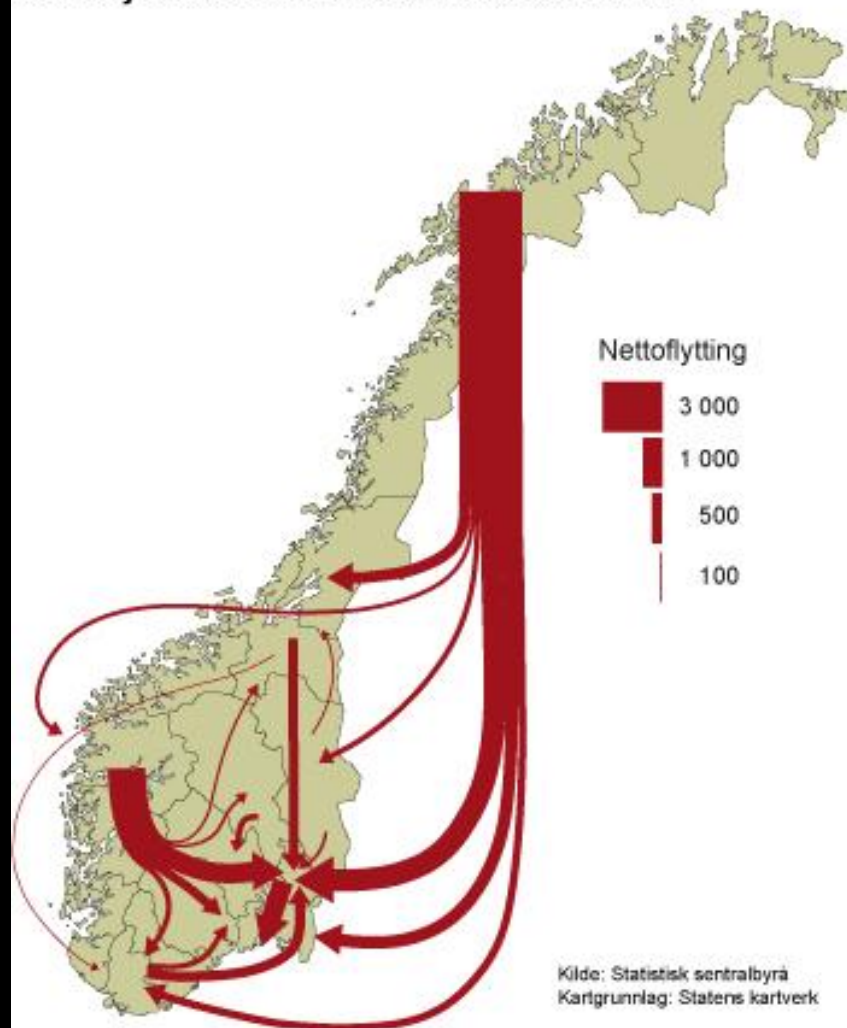 Nettoflytting
3 000
1 000
500
100
Kilde: Statistisk sentralbyrå
Kartgrunnlag: Statens kartverk